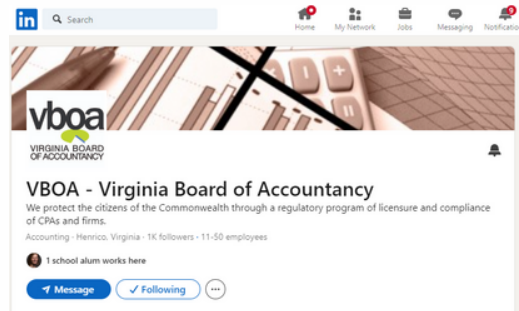 in
Search
Home
My Network
Jobs
Messaging
9
Notificatio
vboa
VIRGINIA BOARD
OF ACCOUNTANCY
VBOA - Virginia Board of Accountancy
We protect the citizens of the Commonwealth through a regulatory program of licensure and compliance
of CPAs and firms.
Accounting · Henrico, Virginia · 1K followers · 11-50 employees
1 school alum works here
Message
Following